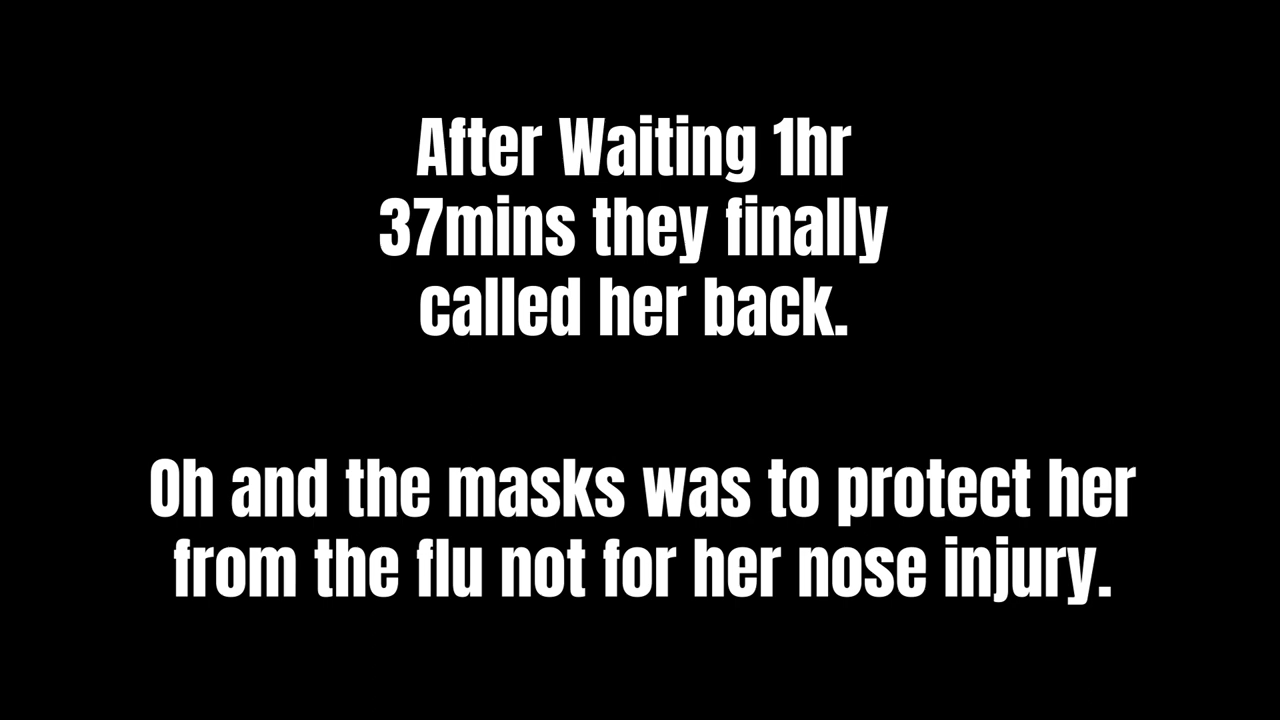 After Waiting 1hr
37mins they finally
called her back.
Oh and the masks was to protect her
from the flu not for her nose injury.